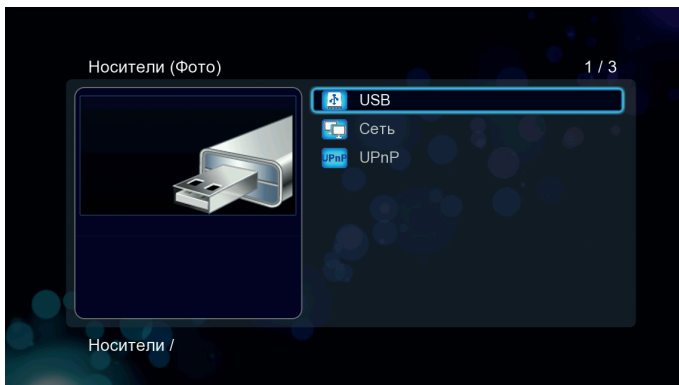 Носители (Фото) 1 / 3
USB
Сеть
UPnP UPnP
Носители /